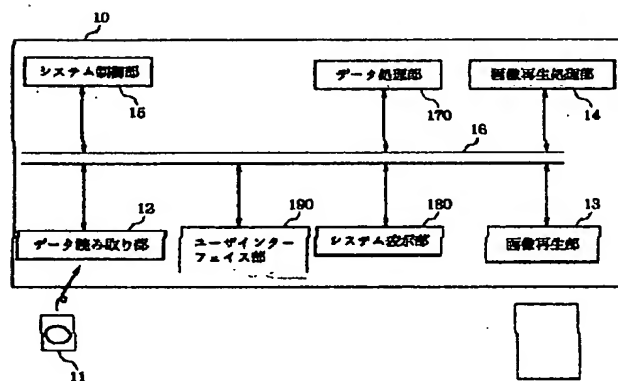 10
システム制御部
データ処理部
画像再生処理部
15
170
14
16
12
190
180
13
データ読み取り部
ユーザインター
フェイス部
システム表示部
画像再生部
11